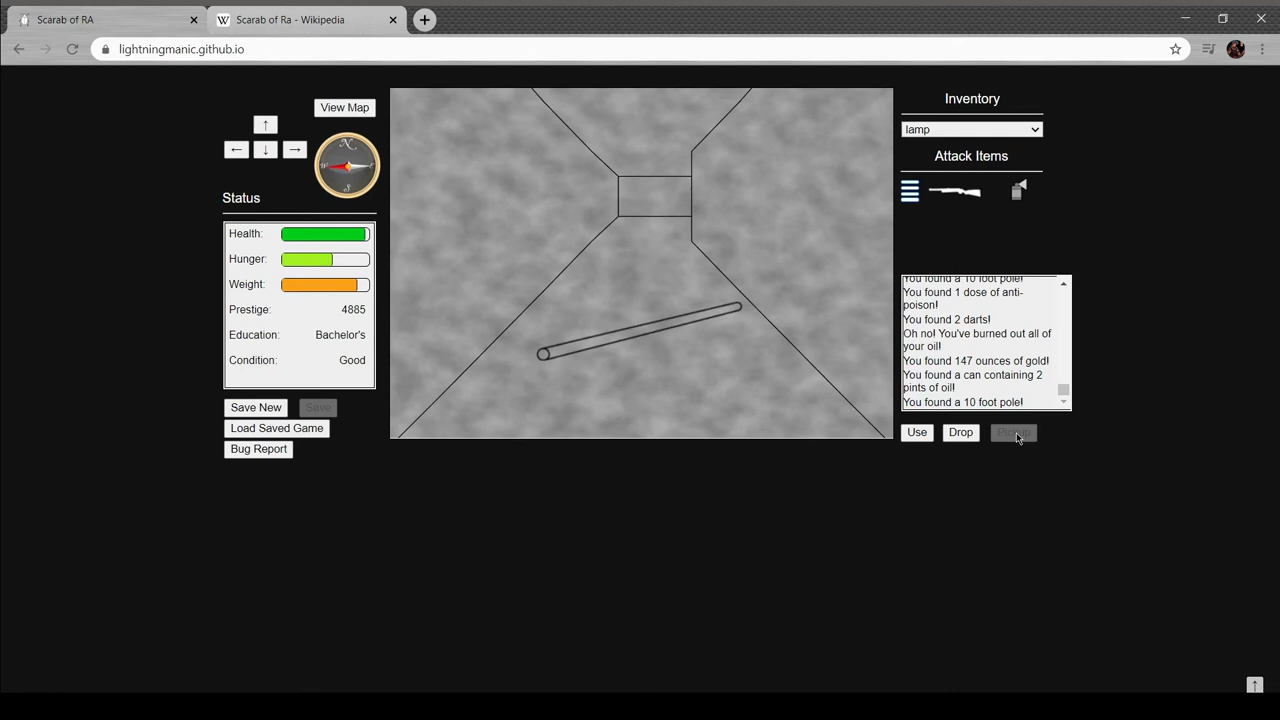 Scarab of RA
Scarab of Ra - Wikipedia
lightningmanic.github.io
View Map
↑
← ↓ →
N
W E
S
Status
Health:
Hunger:
Weight:
Prestige: 4885
Education: Bachelor's
Condition: Good
Save New Save
Load Saved Game
Bug Report
Inventory
lamp
Attack Items
You found a 10 foot pole!
You found 1 dose of anti-
poison!
You found 2 darts!
Oh no! You've burned out all of
your oil!
You found 147 ounces of gold!
You found a can containing 2
pints of oil!
You found a 10 foot pole!
Use Drop Pickup